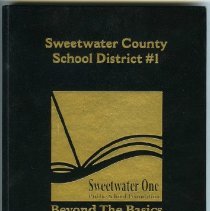 Sweetwater County
School District #1
Sweetwater One
Public School Foundation
Beyond The Basics